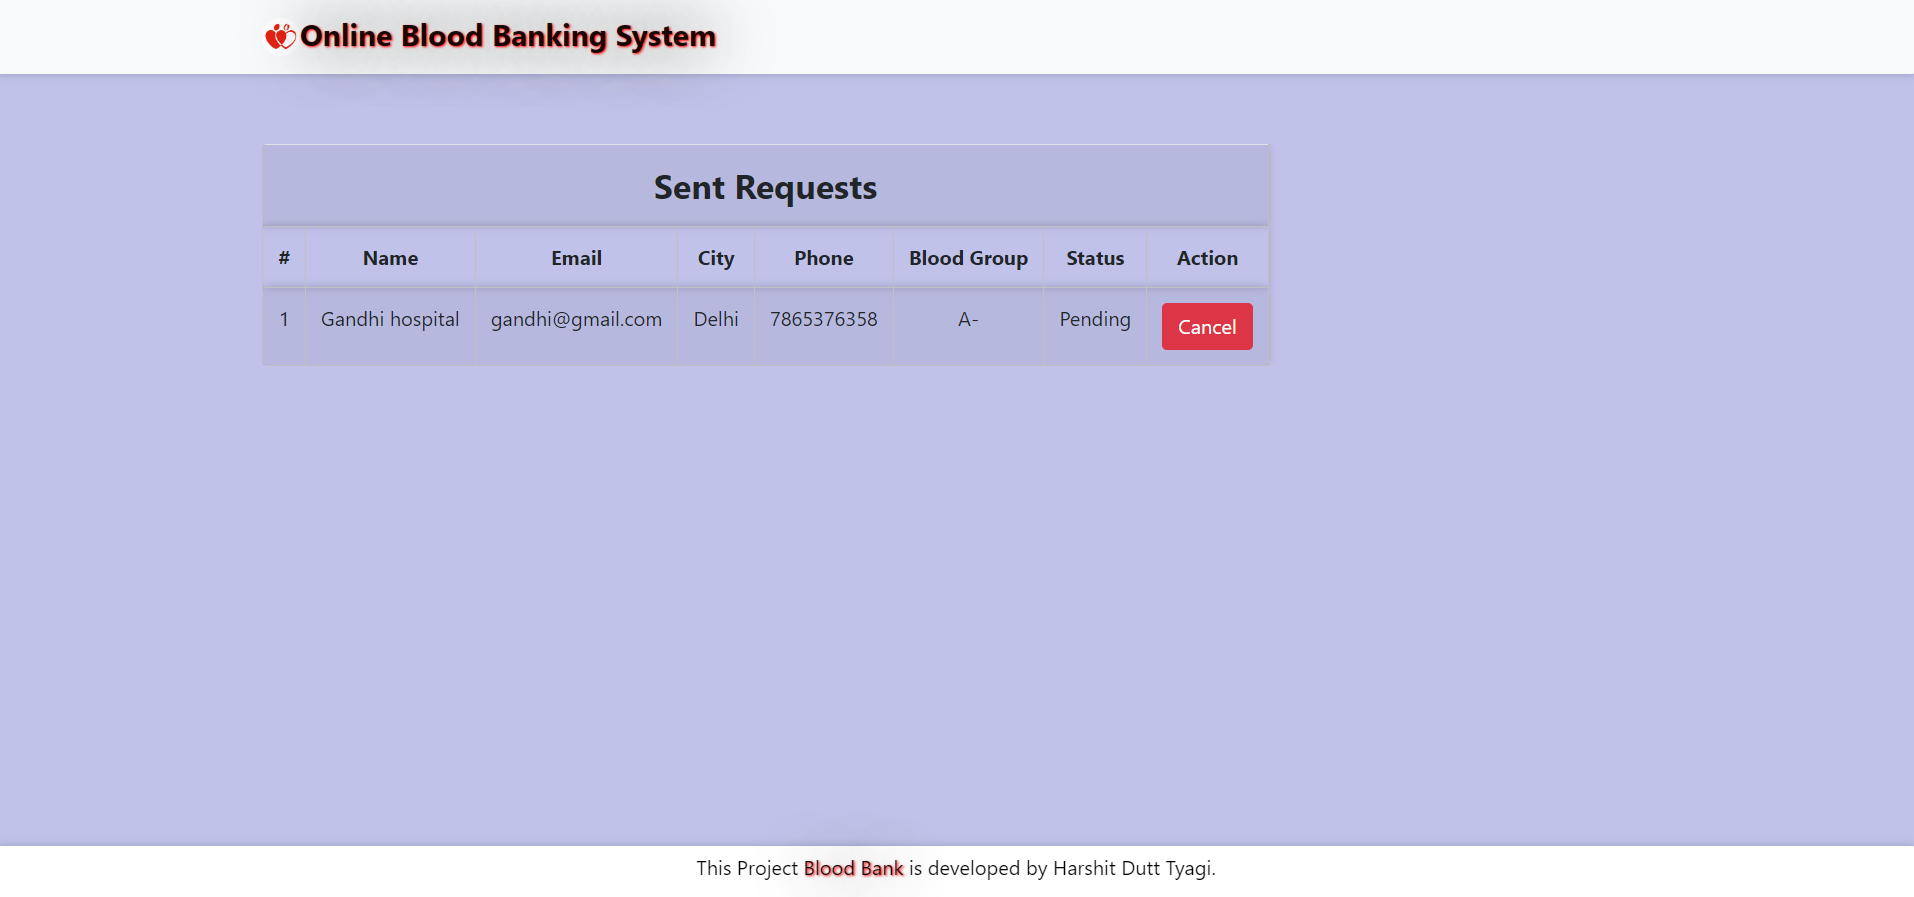 Online Blood Banking System
Sent Requests
# Name Email City Phone Blood Group Status Action
1 Gandhi hospital gandhi@gmail.com Delhi 7865376358 A- Pending Cancel
This Project Blood Bank is developed by Harshit Dutt Tyagi.